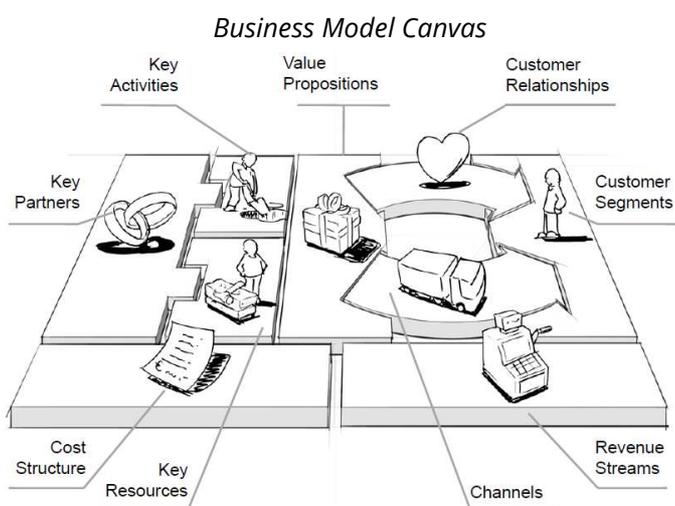 Business Model Canvas
Key
Activities
Value
Propositions
Customer
Relationships
Key
Partners
Customer
Segments
Cost
Structure
Key
Resources
Channels
Revenue
Streams